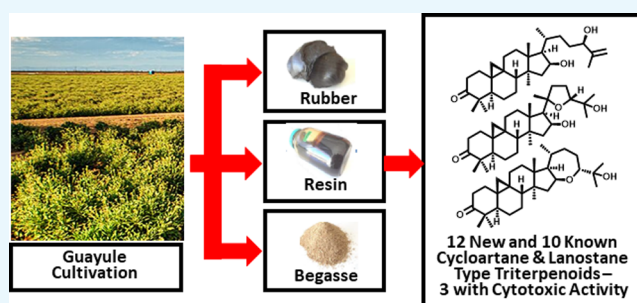 Guayule
Cultivation
Rubber
Resin
Begasse
OH
OH
O
H
H
H
O
H
OH
OH
O
H
H
H
O
OH
O
H
H
H
12 New and 10 Known
Cycloartane & Lanostane
Type Triterpenoids –
3 with Cytotoxic Activity